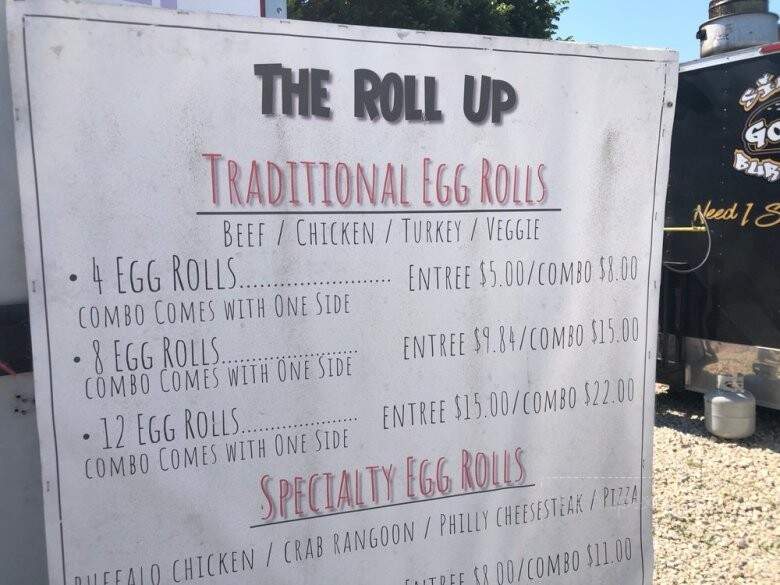 THE ROLL UP
TRADITIONAL EGG ROLLS
BEEF / CHICKEN / TURKEY / VEGGIE
• 4 EGG ROLLS.............................. ENTREE $5.00/COMBO $8.00
COMBO COMES WITH ONE SIDE
• 8 EGG ROLLS........................ ENTREE $9.84/COMBO $15.00
COMBO COMES WITH ONE SIDE
• 12 EGG ROLLS..................... ENTREE $15.00/COMBO $22.00
COMBO COMES WITH ONE SIDE
SPECIALTY EGG ROLLS
BUFFALO CHICKEN / CRAB RANGOON / PHILLY CHEESESTEAK / PIZZA
ENTREE $8.00/COMBO $11.00
GO
BUR
Need 1